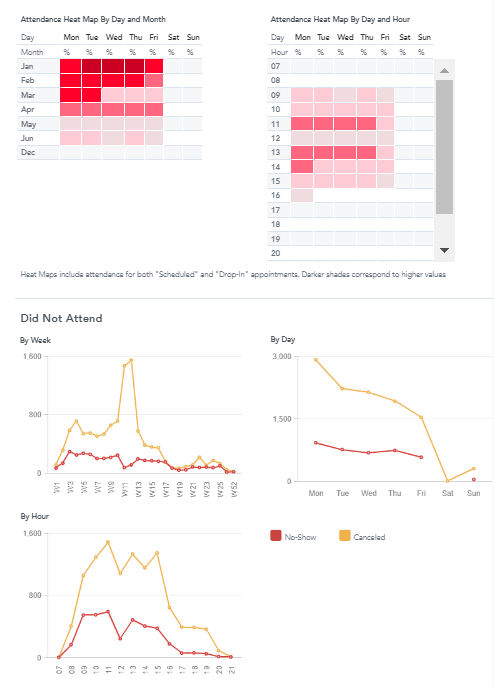 Attendance Heat Map By Day and Month
Day Mon Tue Wed Thu Fri Sat Sun
Month % % % % % % %
Jan
Feb
Mar
Apr
May
Jun
Dec
Attendance Heat Map By Day and Hour
Day Mon Tue Wed Thu Fri Sat Sun
Hour % % % % % % %
07
08
09
10
11
12
13
14
15
16
17
18
19
20
Heat Maps include attendance for both "Scheduled" and "Drop-In" appointments. Darker shades correspond to higher values
Did Not Attend
By Week
1,600
800
0
W1 W3 W5 W7 W9 W11 W13 W15 W17 W19 W21 W23 W25 W52
By Day
3,000
1,500
0
Mon Tue Wed Thu Fri Sat Sun
By Hour
1,600
800
0
07 08 09 10 11 12 13 14 15 16 17 18 19 20 21
No-Show Canceled